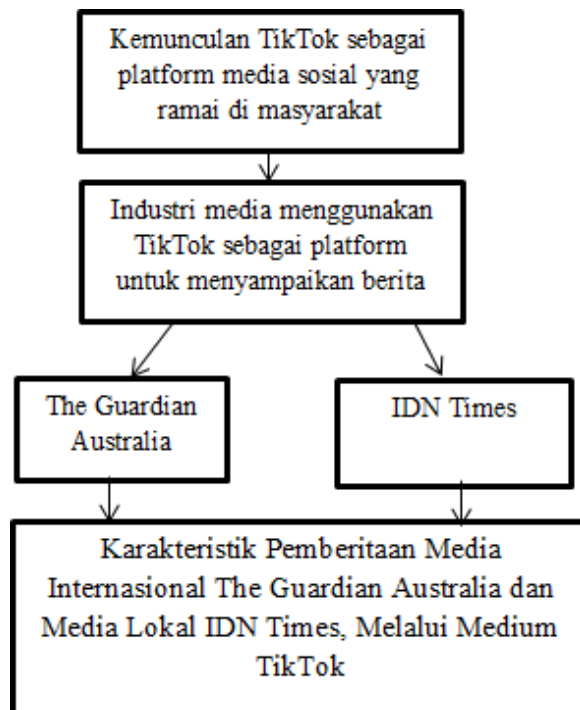 Kemunculan TikTok sebagai
platform media sosial yang
ramai di masyarakat
Industri media menggunakan
TikTok sebagai platform
untuk menyampaikan berita
The Guardian
Australia
IDN Times
Karakteristik Pemberitaan Media
Internasional The Guardian Australia dan
Media Lokal IDN Times, Melalui Medium
TikTok